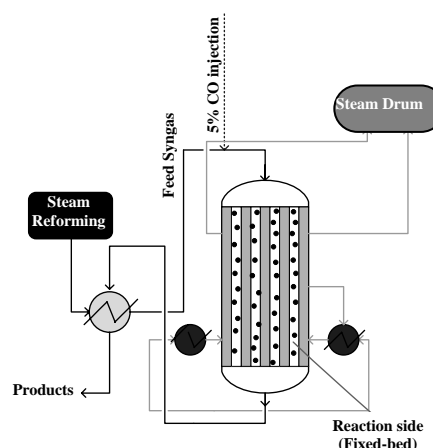 5% CO injection
Steam Drum
Feed Syngas
Steam
Reforming
Products
Reaction side
(Fixed-bed)